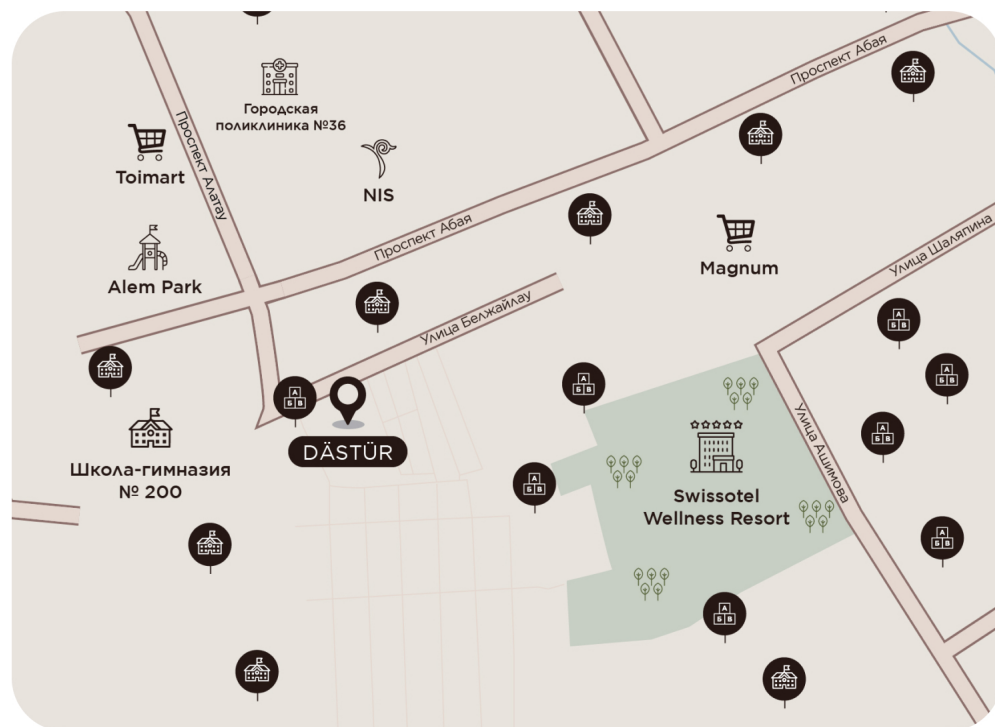 Проспект Абая
Городская
поликлиника №36
Проспект Алатау
Toimart
NIS
Проспект Абая
Magnum
Улица Шаляпина
Alem Park
Улица Белжайлау
А
Б В
А
Б В
А
Б В
А
Б В
DÄSTÜR
А
Б В
Улица Ашимова
Школа-гимназия
№ 200
А
Б В
Swissotel
Wellness Resort
А
Б В
А
Б В